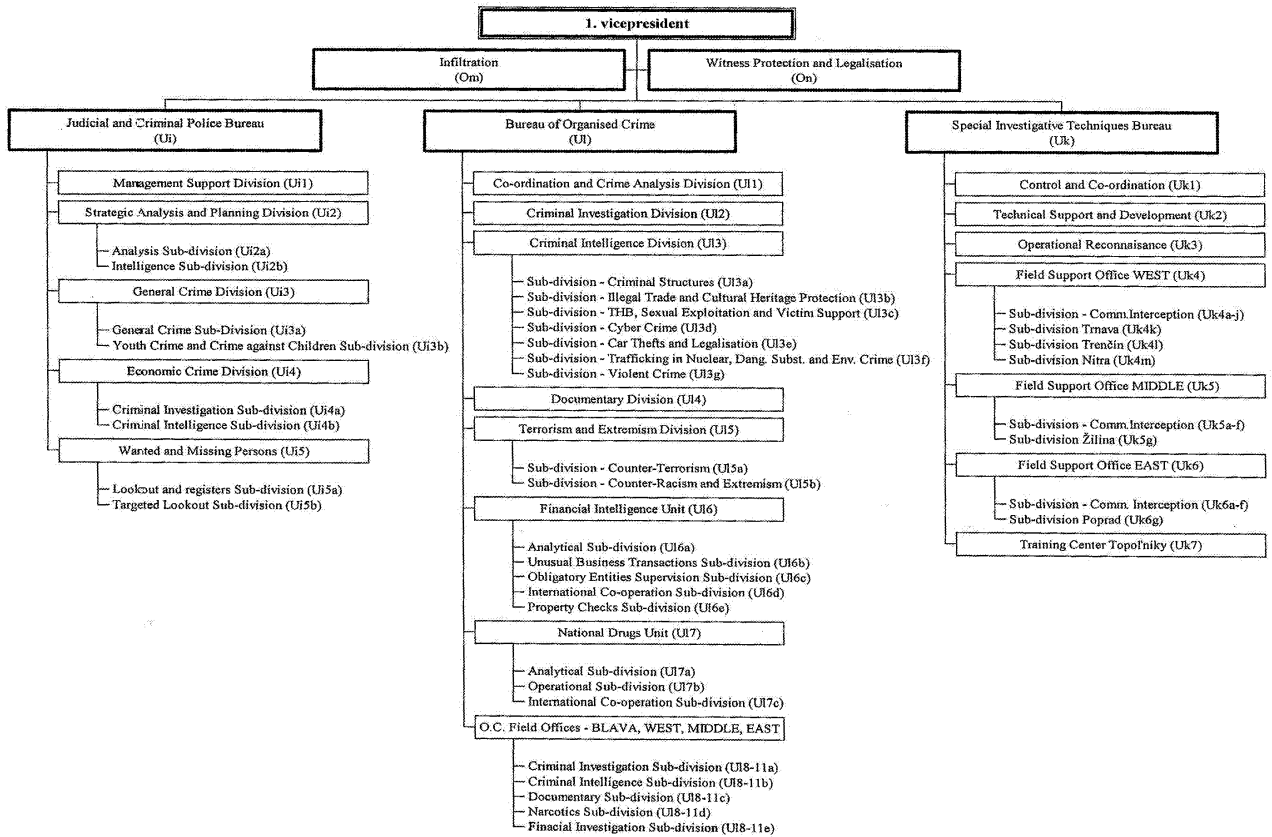 1. vicepresident
Infiltration
(Om)
Witness Protection and Legalisation
(On)
Judicial and Criminal Police Bureau
(Ui)
Management Support Division (Ui1)
Strategic Analysis and Planning Division (Ui2)
Analysis Sub-division (Ui2a)
Intelligence Sub-division (Ui2b)
General Crime Division (Ui3)
General Crime Sub-Division (Ui3a)
Youth Crime and Crime against Children Sub-division (Ui3b)
Economic Crime Division (Ui4)
Criminal Investigation Sub-division (Ui4a)
Criminal Intelligence Sub-division (Ui4b)
Wanted and Missing Persons (Ui5)
Lookout and registers Sub-division (Ui5a)
Targeted Lookout Sub-division (Ui5b)
Bureau of Organised Crime
(Ul)
Co-ordination and Crime Analysis Division (Ul1)
Criminal Investigation Division (Ul2)
Criminal Intelligence Division (Ul3)
Sub-division - Criminal Structures (Ul3a)
Sub-division - Illegal Trade and Cultural Heritage Protection (Ul3b)
Sub-division - THB, Sexual Exploitation and Victim Support (Ul3c)
Sub-division - Cyber Crime (Ul3d)
Sub-division - Car Thefts and Legalisation (Ul3e)
Sub-division - Trafficking in Nuclear, Dang. Subst. and Env. Crime (Ul3f)
Sub-division - Violent Crime (Ul3g)
Documentary Division (Ul4)
Terrorism and Extremism Division (Ul5)
Sub-division - Counter-Terrorism (Ul5a)
Sub-division - Counter-Racism and Extremism (Ul5b)
Financial Intelligence Unit (Ul6)
Analytical Sub-division (Ul6a)
Unusual Business Transactions Sub-division (Ul6b)
Obligatory Entities Supervision Sub-division (Ul6c)
International Co-operation Sub-division (Ul6d)
Property Checks Sub-division (Ul6e)
National Drugs Unit (Ul7)
Analytical Sub-division (Ul7a)
Operational Sub-division (Ul7b)
International Co-operation Sub-division (Ul7c)
O.C. Field Offices - BLAVA, WEST, MIDDLE, EAST
Criminal Investigation Sub-division (Ul8-11a)
Criminal Intelligence Sub-division (Ul8-11b)
Documentary Sub-division (Ul8-11c)
Narcotics Sub-division (Ul8-11d)
Finacial Investigation Sub-division (Ul8-11e)
Special Investigative Techniques Bureau
(Uk)
Control and Co-ordination (Uk1)
Technical Support and Development (Uk2)
Operational Reconnaisance (Uk3)
Field Support Office WEST (Uk4)
Sub-division - Comm.Interception (Uk4a-j)
Sub-division Trnava (Uk4k)
Sub-division Trenčín (Uk4l)
Sub-division Nitra (Uk4m)
Field Support Office MIDDLE (Uk5)
Sub-division - Comm.Interception (Uk5a-f)
Sub-division Žilina (Uk5g)
Field Support Office EAST (Uk6)
Sub-division - Comm. Interception (Uk6a-f)
Sub-division Poprad (Uk6g)
Training Center Topoľniky (Uk7)